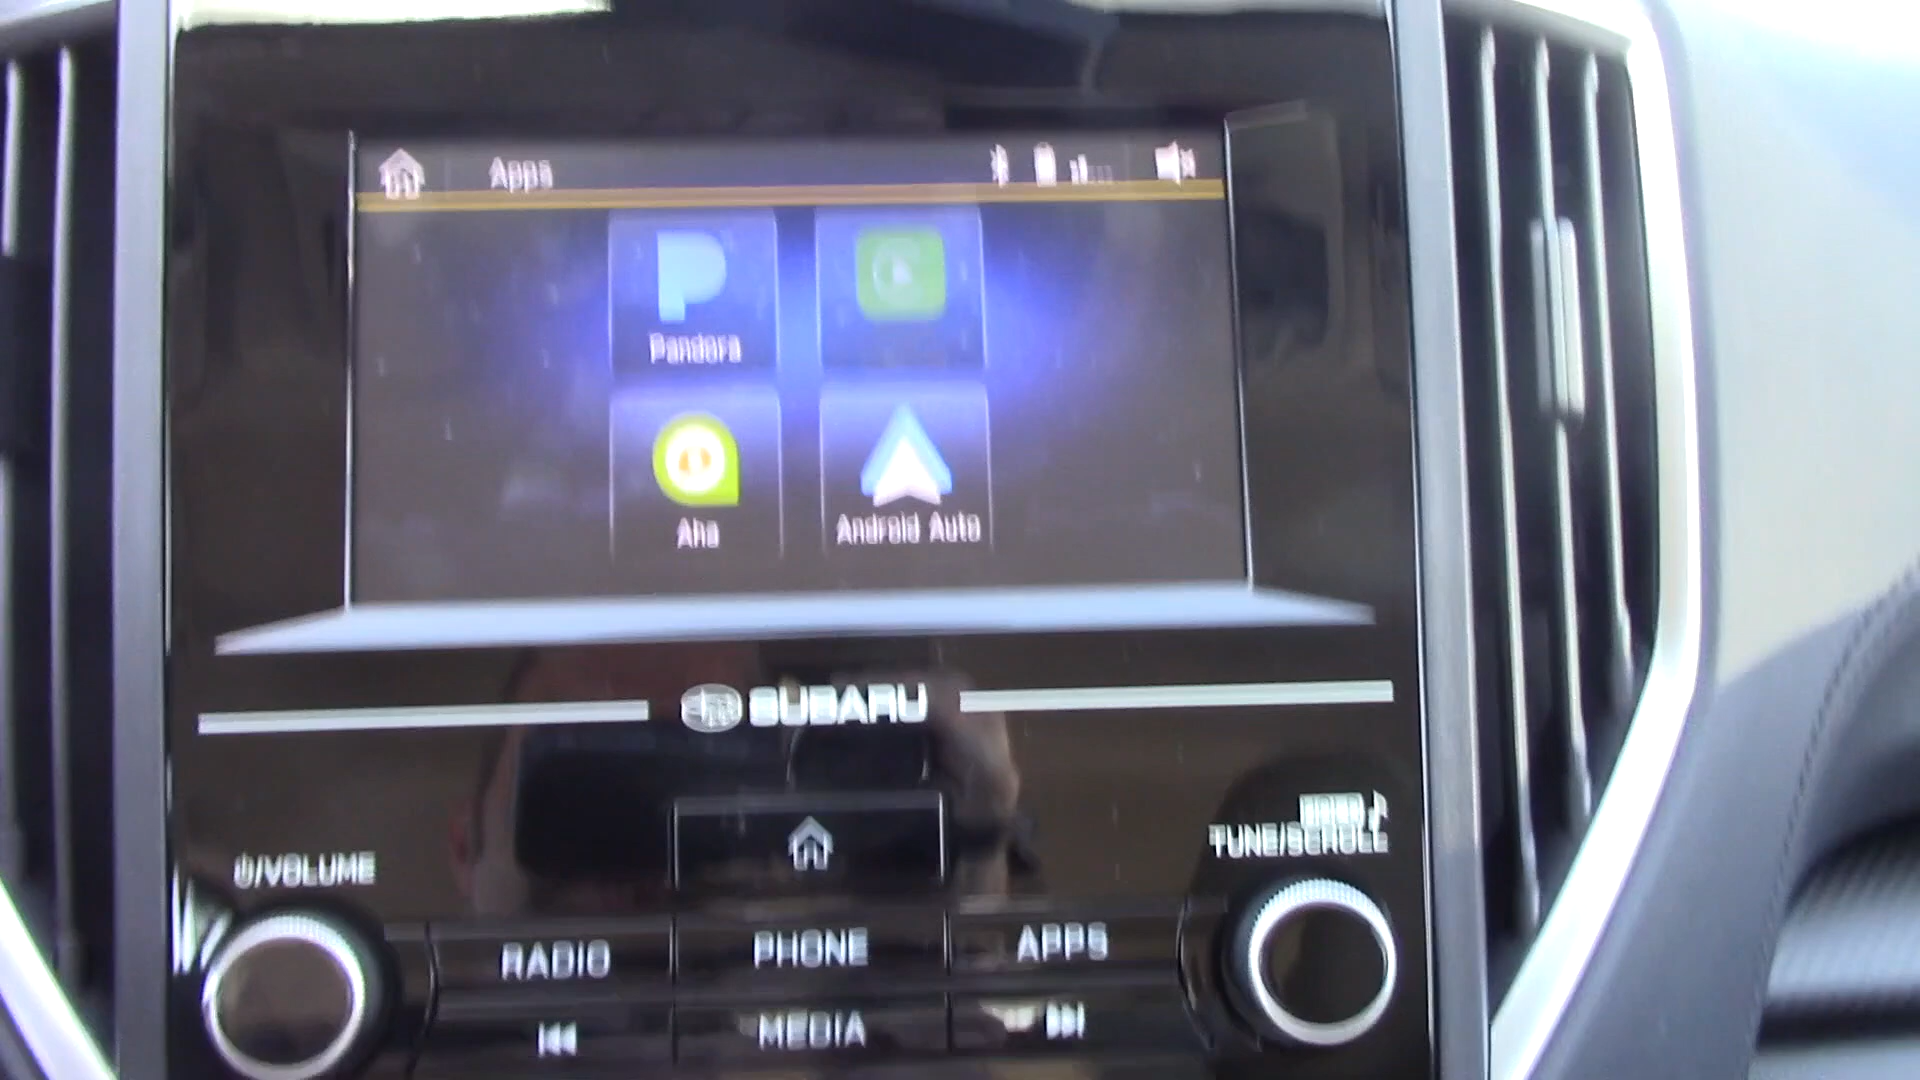 Apps
Pandora
Aha
Android Auto
SUBARU
/VOLUME
TUNE/SCROLL
RADIO
PHONE
APPS
MEDIA